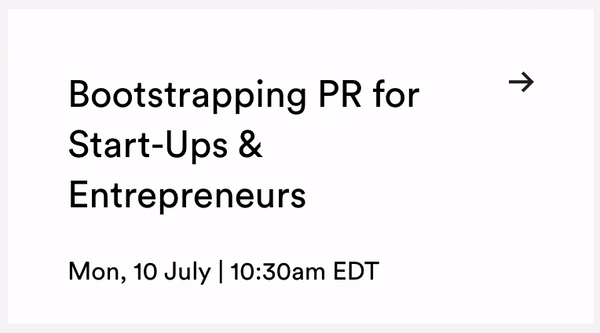 Bootstrapping PR for
Start-Ups &
Entrepreneurs
Mon, 10 July | 10:30am EDT